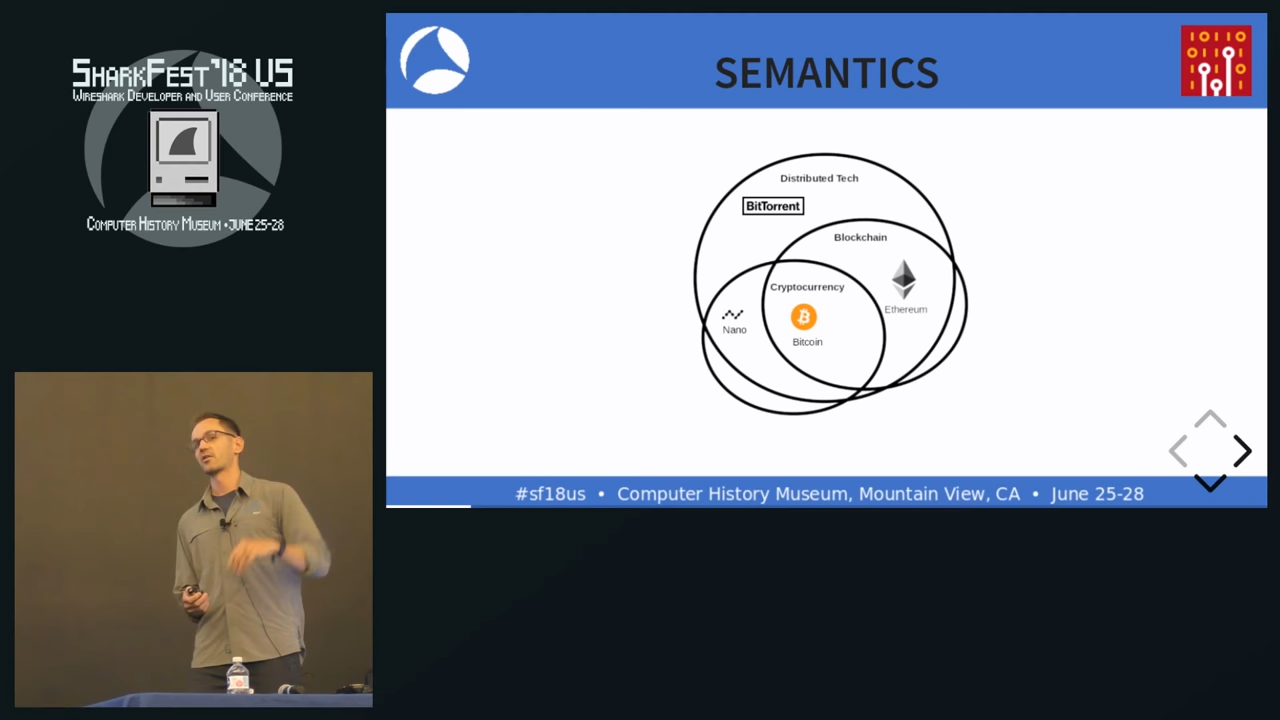 SharkFest '18 US
Wireshark Developer and User Conference
Computer History Museum • June 25-28
SEMANTICS
Distributed Tech
BitTorrent
Blockchain
Cryptocurrency
Ethereum
Nano
Bitcoin
#sf18us • Computer History Museum, Mountain View, CA • June 25-28